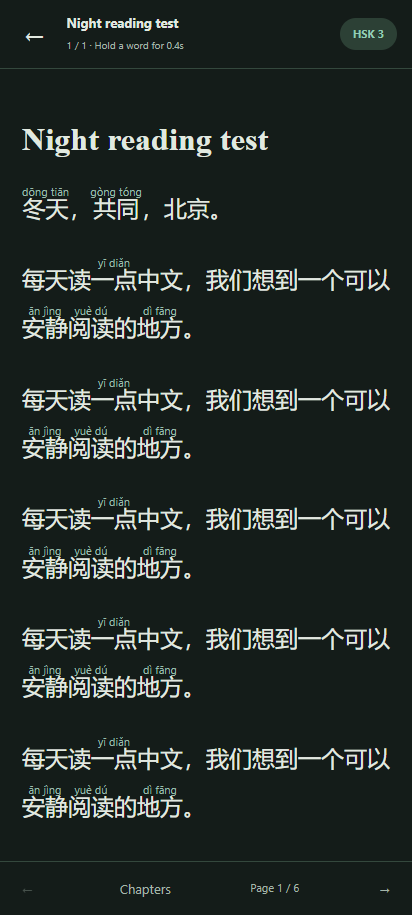 ←
Night reading test
1 / 1 · Hold a word for 0.4s
HSK 3
Night reading test
dōng tiān gòng tóng
冬天，共同，北京。
yī diǎn
每天读一点中文，我们想到一个可以
ān jìng yuè dú dì fāng
安静阅读的地方。
yī diǎn
每天读一点中文，我们想到一个可以
ān jìng yuè dú dì fāng
安静阅读的地方。
yī diǎn
每天读一点中文，我们想到一个可以
ān jìng yuè dú dì fāng
安静阅读的地方。
yī diǎn
每天读一点中文，我们想到一个可以
ān jìng yuè dú dì fāng
安静阅读的地方。
yī diǎn
每天读一点中文，我们想到一个可以
ān jìng yuè dú dì fāng
安静阅读的地方。
← Chapters Page 1 / 6 →